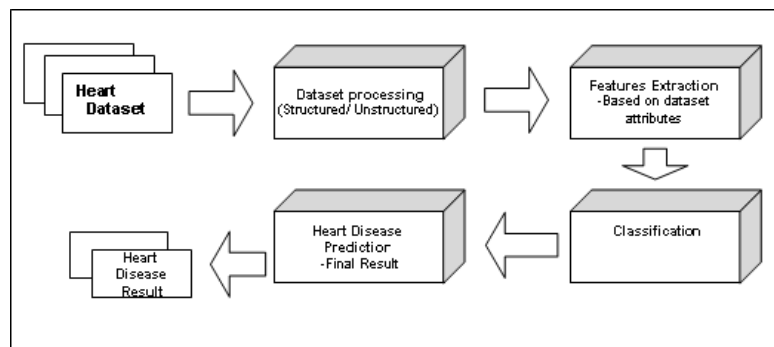 Heart
Dataset
Dataset processing
(Structured/ Unstructured)
Features Extraction
-Based on dataset
attributes
Classification
Heart Disease
Prediction
-Final Result
Heart
Disease
Result